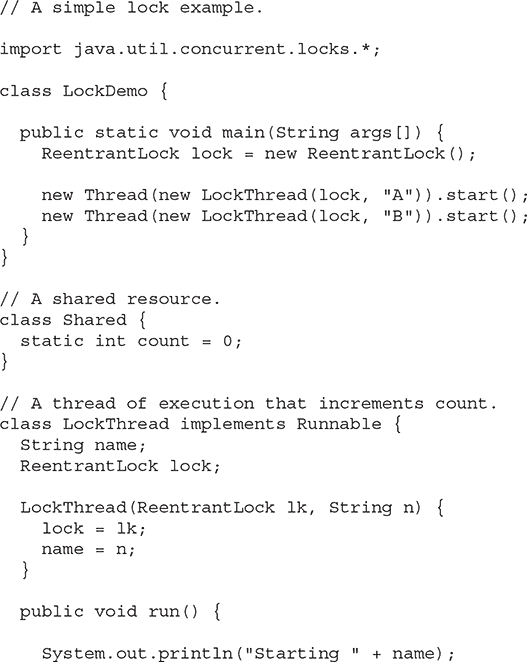 // A simple lock example.
import java.util.concurrent.locks.*;
class LockDemo {
  public static void main(String args[]) {
    ReentrantLock lock = new ReentrantLock();
    new Thread(new LockThread(lock, "A")).start();
    new Thread(new LockThread(lock, "B")).start();
  }
}
// A shared resource.
class Shared {
  static int count = 0;
}
// A thread of execution that increments count.
class LockThread implements Runnable {
  String name;
  ReentrantLock lock;
  LockThread(ReentrantLock lk, String n) {
    lock = lk;
    name = n;
  }
  public void run() {
    System.out.println("Starting " + name);